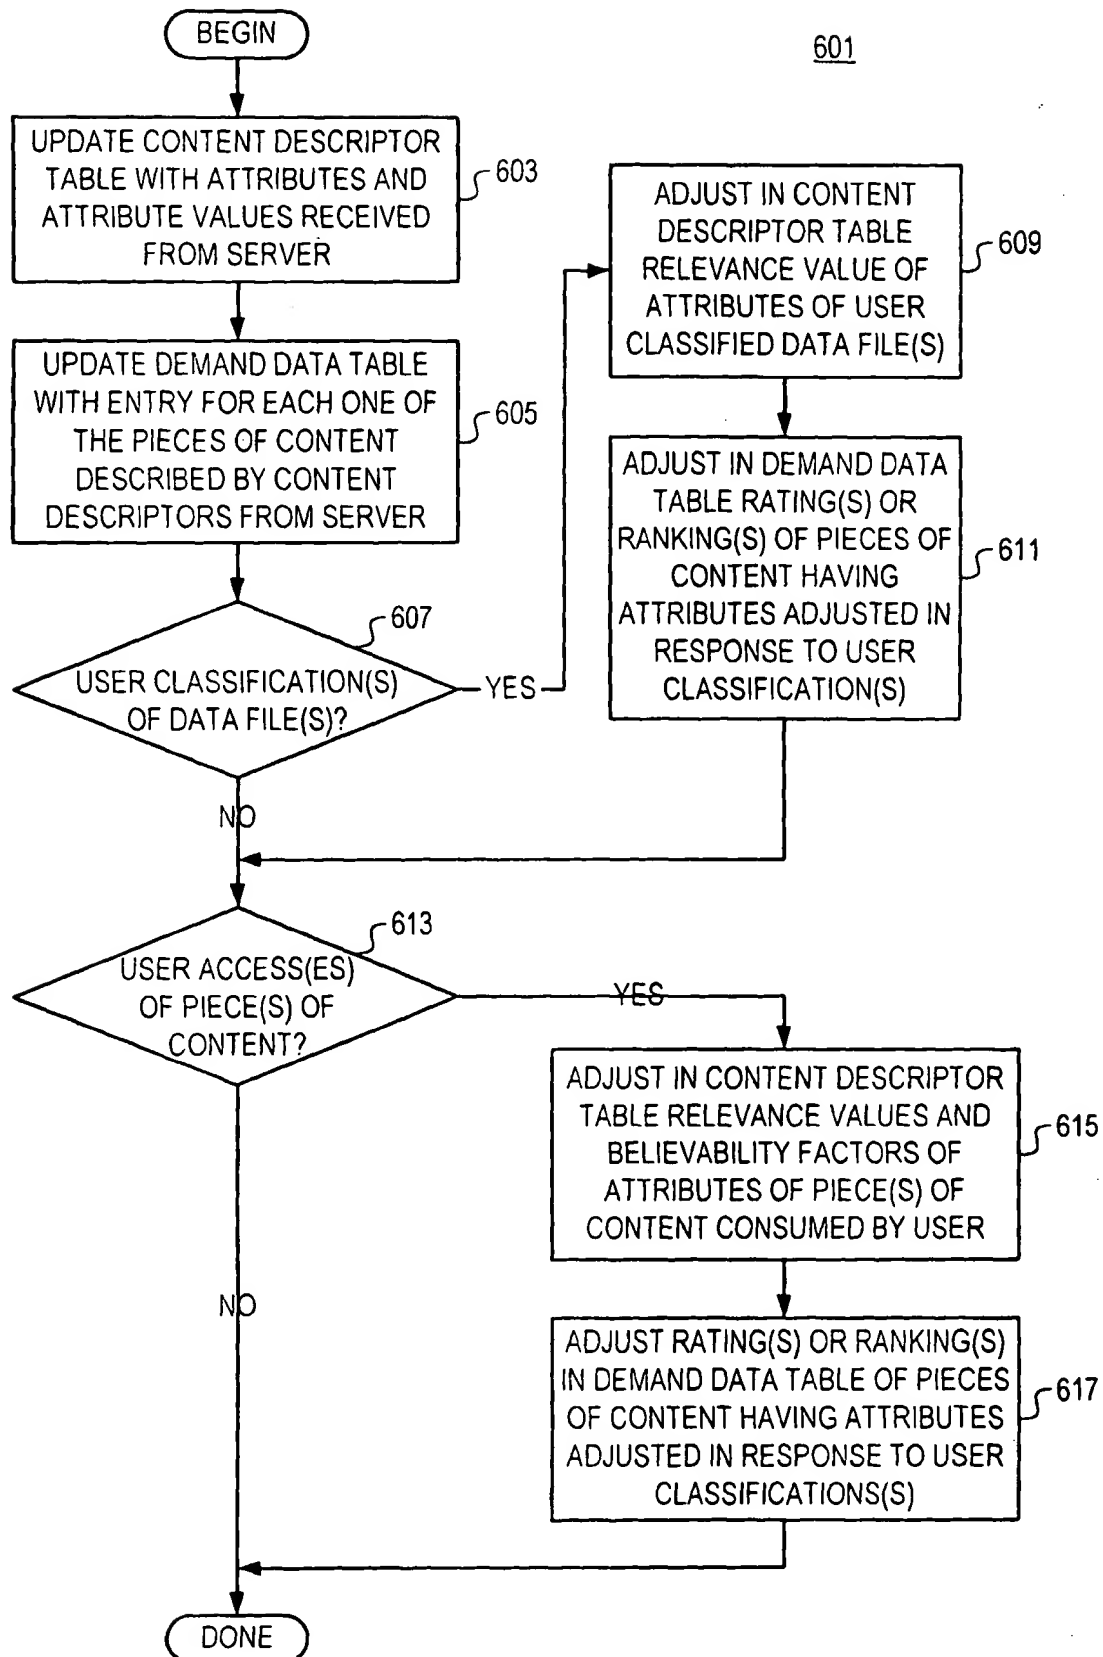 BEGIN
601
UPDATE CONTENT DESCRIPTOR
TABLE WITH ATTRIBUTES AND
ATTRIBUTE VALUES RECEIVED
FROM SERVER
603
UPDATE DEMAND DATA TABLE
WITH ENTRY FOR EACH ONE OF
THE PIECES OF CONTENT
DESCRIBED BY CONTENT
DESCRIPTORS FROM SERVER
605
USER CLASSIFICATION(S)
OF DATA FILE(S)?
607
YES
NO
ADJUST IN CONTENT
DESCRIPTOR TABLE
RELEVANCE VALUE OF
ATTRIBUTES OF USER
CLASSIFIED DATA FILE(S)
609
ADJUST IN DEMAND DATA
TABLE RATING(S) OR
RANKING(S) OF PIECES OF
CONTENT HAVING
ATTRIBUTES ADJUSTED IN
RESPONSE TO USER
CLASSIFICATION(S)
611
USER ACCESS(ES)
OF PIECE(S) OF
CONTENT?
613
YES
NO
ADJUST IN CONTENT DESCRIPTOR
TABLE RELEVANCE VALUES AND
BELIEVABILITY FACTORS OF
ATTRIBUTES OF PIECE(S) OF
CONTENT CONSUMED BY USER
615
ADJUST RATING(S) OR RANKING(S)
IN DEMAND DATA TABLE OF PIECES
OF CONTENT HAVING ATTRIBUTES
ADJUSTED IN RESPONSE TO USER
CLASSIFICATIONS(S)
617
DONE